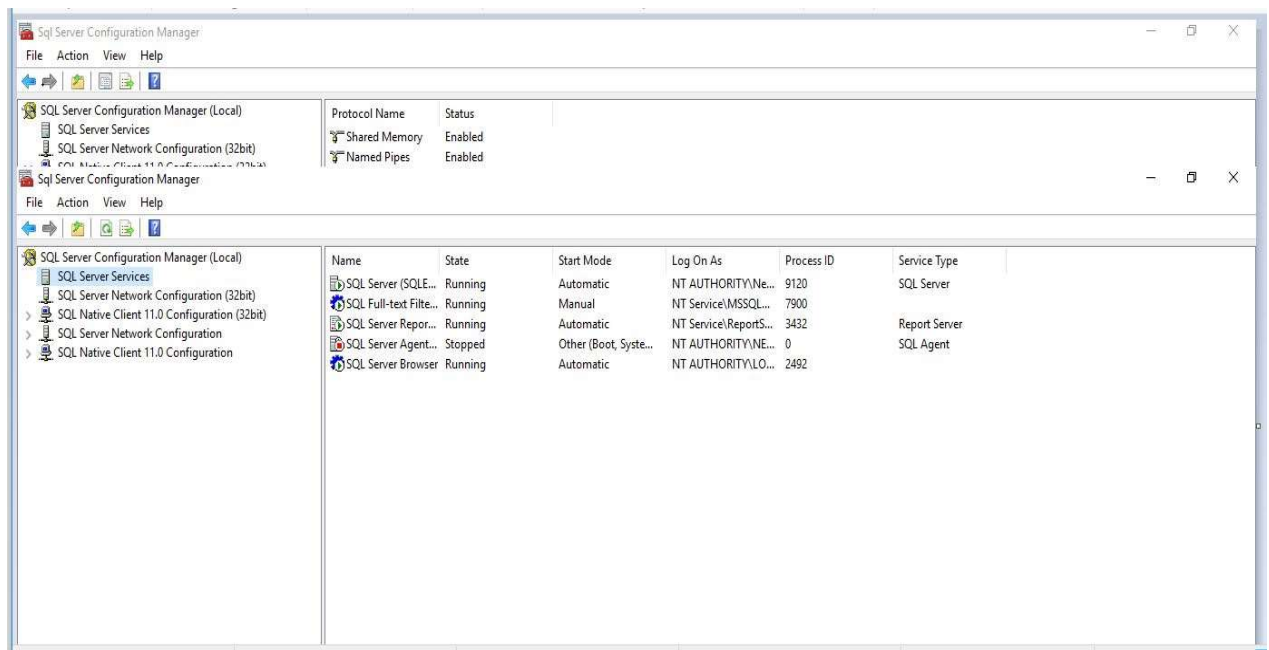 Sql Server Configuration Manager
File Action View Help
SQL Server Configuration Manager (Local)
SQL Server Services
SQL Server Network Configuration (32bit)
SQL Native Client 11.0 Configuration (32bit)
Protocol Name Status
Shared Memory Enabled
Named Pipes Enabled
Sql Server Configuration Manager
File Action View Help
SQL Server Configuration Manager (Local)
SQL Server Services
SQL Server Network Configuration (32bit)
SQL Native Client 11.0 Configuration (32bit)
SQL Server Network Configuration
SQL Native Client 11.0 Configuration
Name State Start Mode Log On As Process ID Service Type
SQL Server (SQLE... Running Automatic NT AUTHORITY\Ne... 9120 SQL Server
SQL Full-text Filte... Running Manual NT Service\MSSQL... 7900
SQL Server Repor... Running Automatic NT Service\ReportS... 3432 Report Server
SQL Server Agent... Stopped Other (Boot, Syste... NT AUTHORITY\NE... 0 SQL Agent
SQL Server Browser Running Automatic NT AUTHORITY\LO... 2492